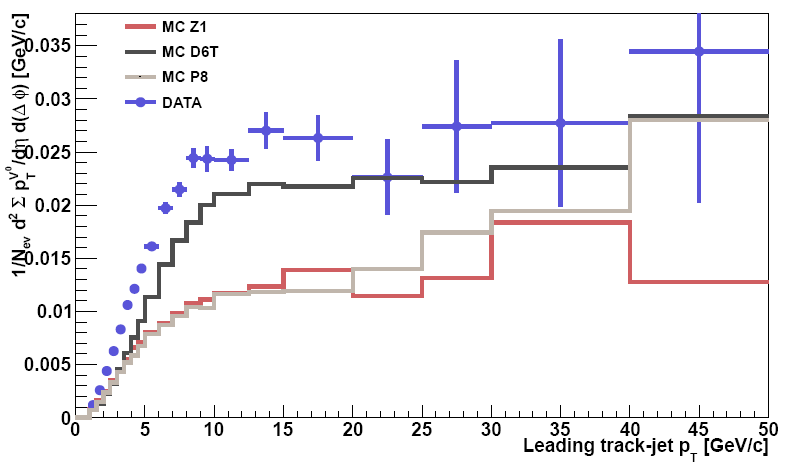 1/N_ev d² Σ p_T^V⁰/dη d(Δ φ) [GeV/c]
0.035
0.03
0.025
0.02
0.015
0.01
0.005
0
MC Z1
MC D6T
MC P8
DATA
0 5 10 15 20 25 30 35 40 45 50
Leading track-jet p_T [GeV/c]